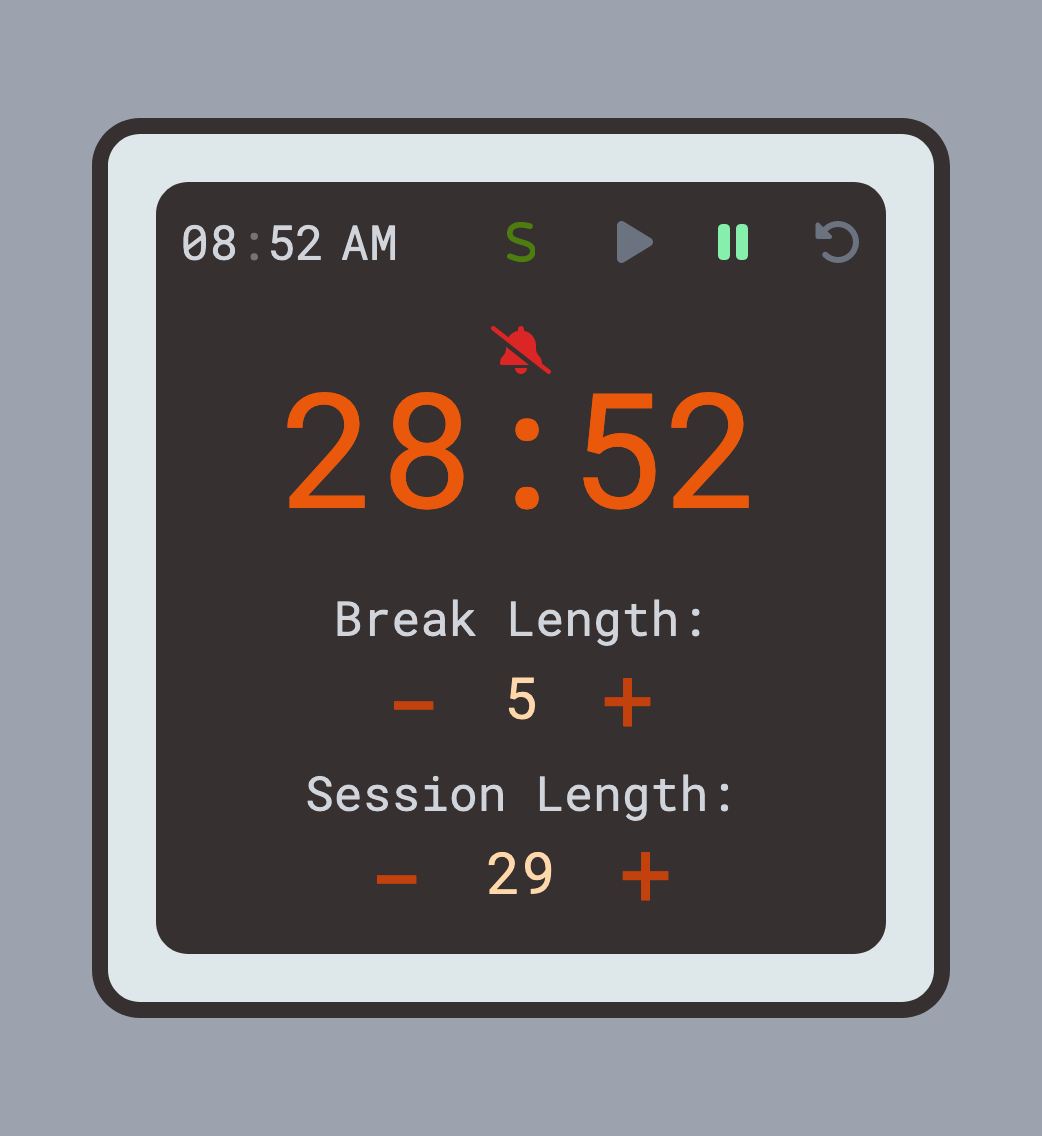 08:52 AM S
28:52
Break Length:
− 5 +
Session Length:
− 29 +